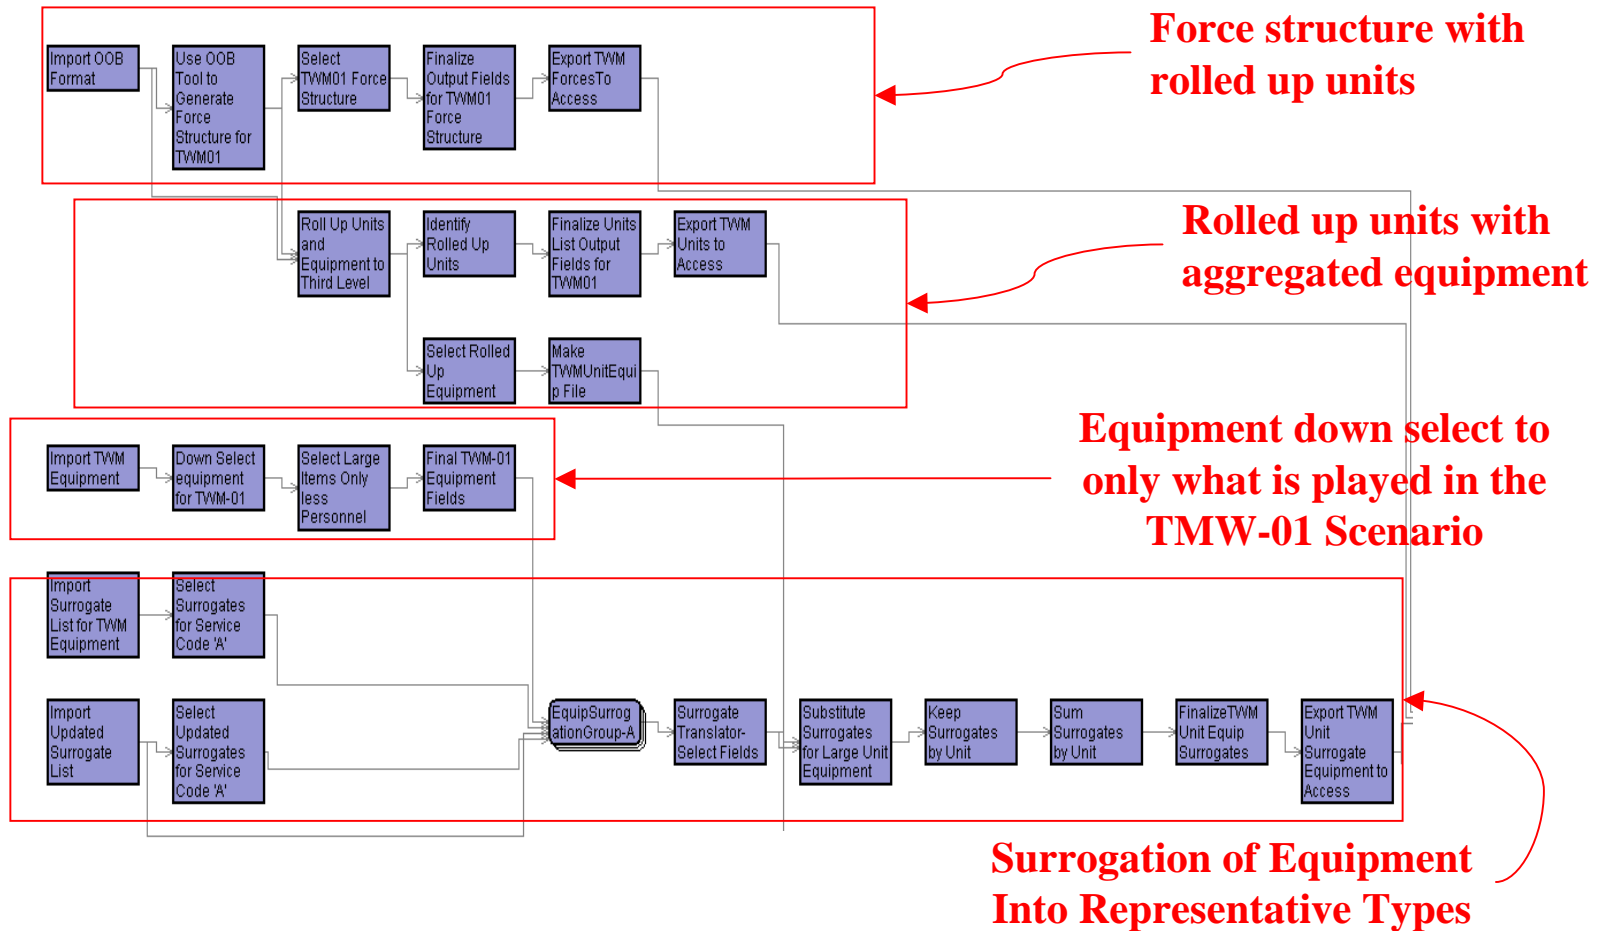 Force structure with
rolled up units
Import OOB
Format
Use OOB
Tool to
Generate
Force
Structure for
TWM01
Select
TWM01 Force
Structure
Finalize
Output Fields
for TWM01
Force
Structure
Export TWM
ForcesTo
Access
Rolled up units with
aggregated equipment
Roll Up Units
and
Equipment to
Third Level
Identify
Rolled Up
Units
Finalize Units
List Output
Fields for
TWM01
Export TWM
Units to
Access
Select Rolled
Up
Equipment
Make
TWMUnitEqui
p File
Equipment down select to
only what is played in the
TMW-01 Scenario
Import TWM
Equipment
Down Select
equipment
for TWM-01
Select Large
Items Only
less
Personnel
Final TWM-01
Equipment
Fields
Import
Surrogate
List for TWM
Equipment
Select
Surrogates
for Service
Code 'A'
Import
Updated
Surrogate
List
Select
Updated
Surrogates
for Service
Code 'A'
EquipSurrog
ationGroup-A
Surrogate
Translator-
Select Fields
Substitute
Surrogates
for Large Unit
Equipment
Keep
Surrogates
by Unit
Sum
Surrogates
by Unit
FinalizeTWM
Unit Equip
Surrogates
Export TWM
Unit
Surrogate
Equipment to
Access
Surrogation of Equipment
Into Representative Types